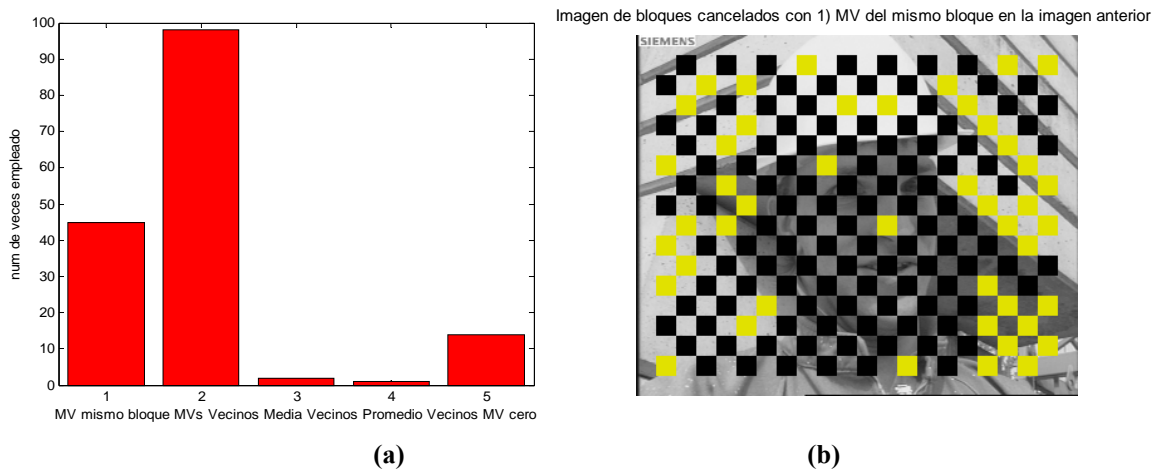 100
90
80
70
60
50
40
30
20
10
0
num de veces empleado
1 2 3 4 5
MV mismo bloque MVs Vecinos Media Vecinos Promedio Vecinos MV cero
(a)
Imagen de bloques cancelados con 1) MV del mismo bloque en la imagen anterior
SIEMENS
(b)